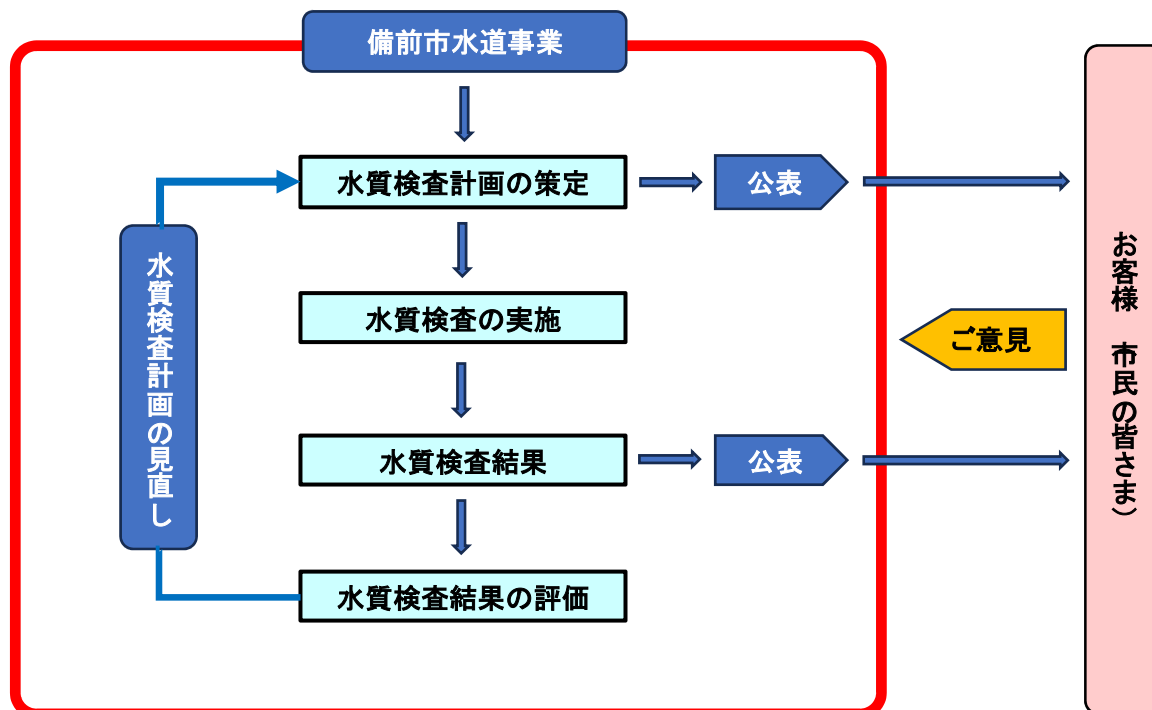 備前市水道事業
水質検査計画の策定
公表
水質検査計画の見直し
水質検査の実施
ご意見
水質検査結果
公表
水質検査結果の評価
お客様 市民の皆さま）